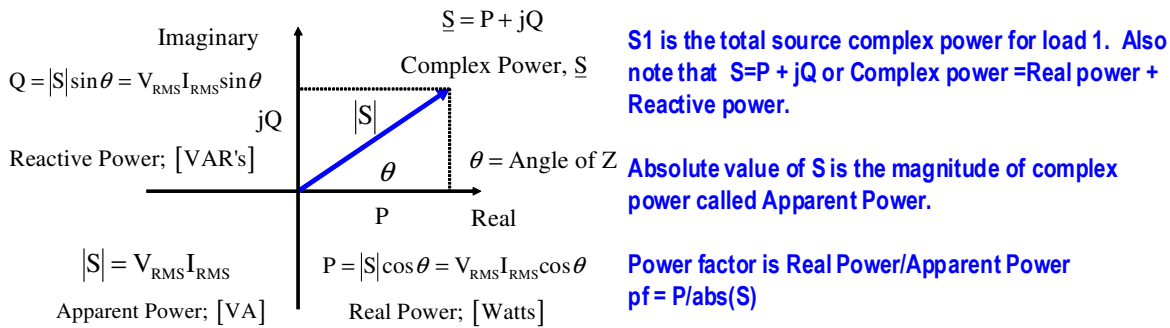 S = P + jQ
Imaginary
Q = |S|sinθ = V_RMS I_RMS sinθ
Complex Power, S
jQ
|S|
Reactive Power; [VAR's]
θ
θ = Angle of Z
P
Real
|S| = V_RMS I_RMS
P = |S|cosθ = V_RMS I_RMS cosθ
Apparent Power; [VA]
Real Power; [Watts]
S1 is the total source complex power for load 1. Also
note that S=P + jQ or Complex power =Real power +
Reactive power.
Absolute value of S is the magnitude of complex
power called Apparent Power.
Power factor is Real Power/Apparent Power
pf = P/abs(S)